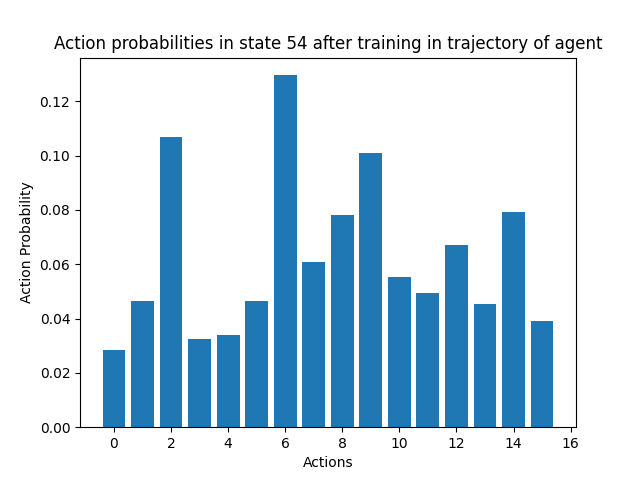 Action probabilities in state 54 after training in trajectory of agent
0.12
0.10
0.08
0.06
0.04
0.02
0.00
Action Probability
0 2 4 6 8 10 12 14 16
Actions